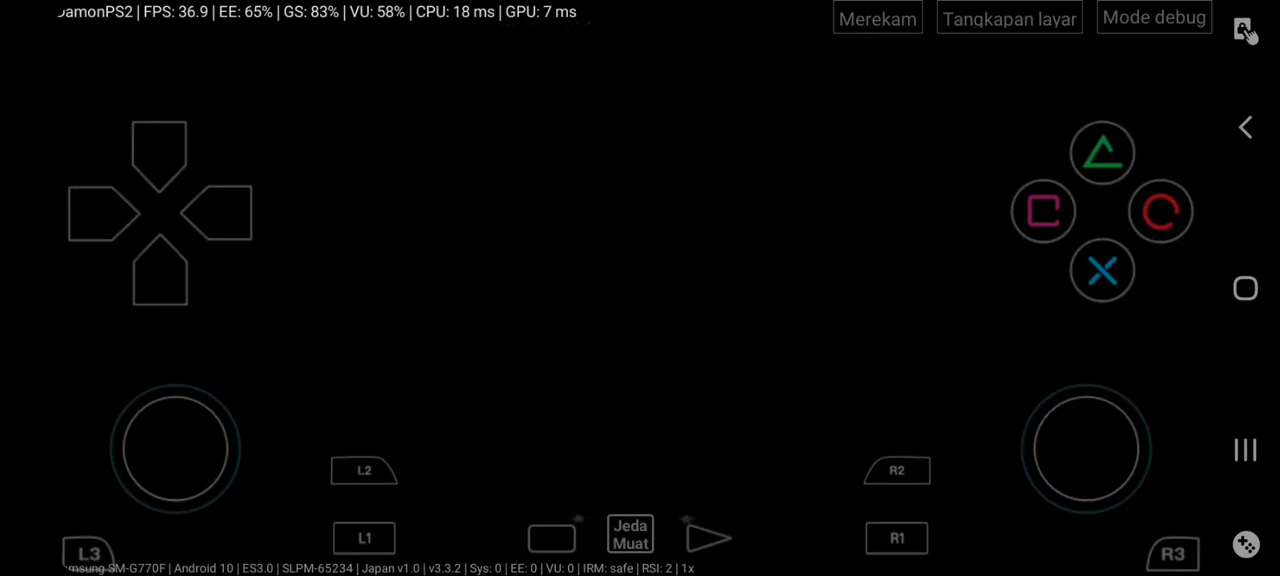 DamonPS2 | FPS: 36.9 | EE: 65% | GS: 83% | VU: 58% | CPU: 18 ms | GPU: 7 ms
Merekam
Tangkapan layar
Mode debug
L2
R2
L1
Jeda
Muat
R1
L3
R3
msung SM-G770F | Android 10 | ES3.0 | SLPM-65234 | Japan v1.0 | v3.3.2 | Sys: 0 | EE: 0 | VU: 0 | IRM: safe | RSI: 2 | 1x